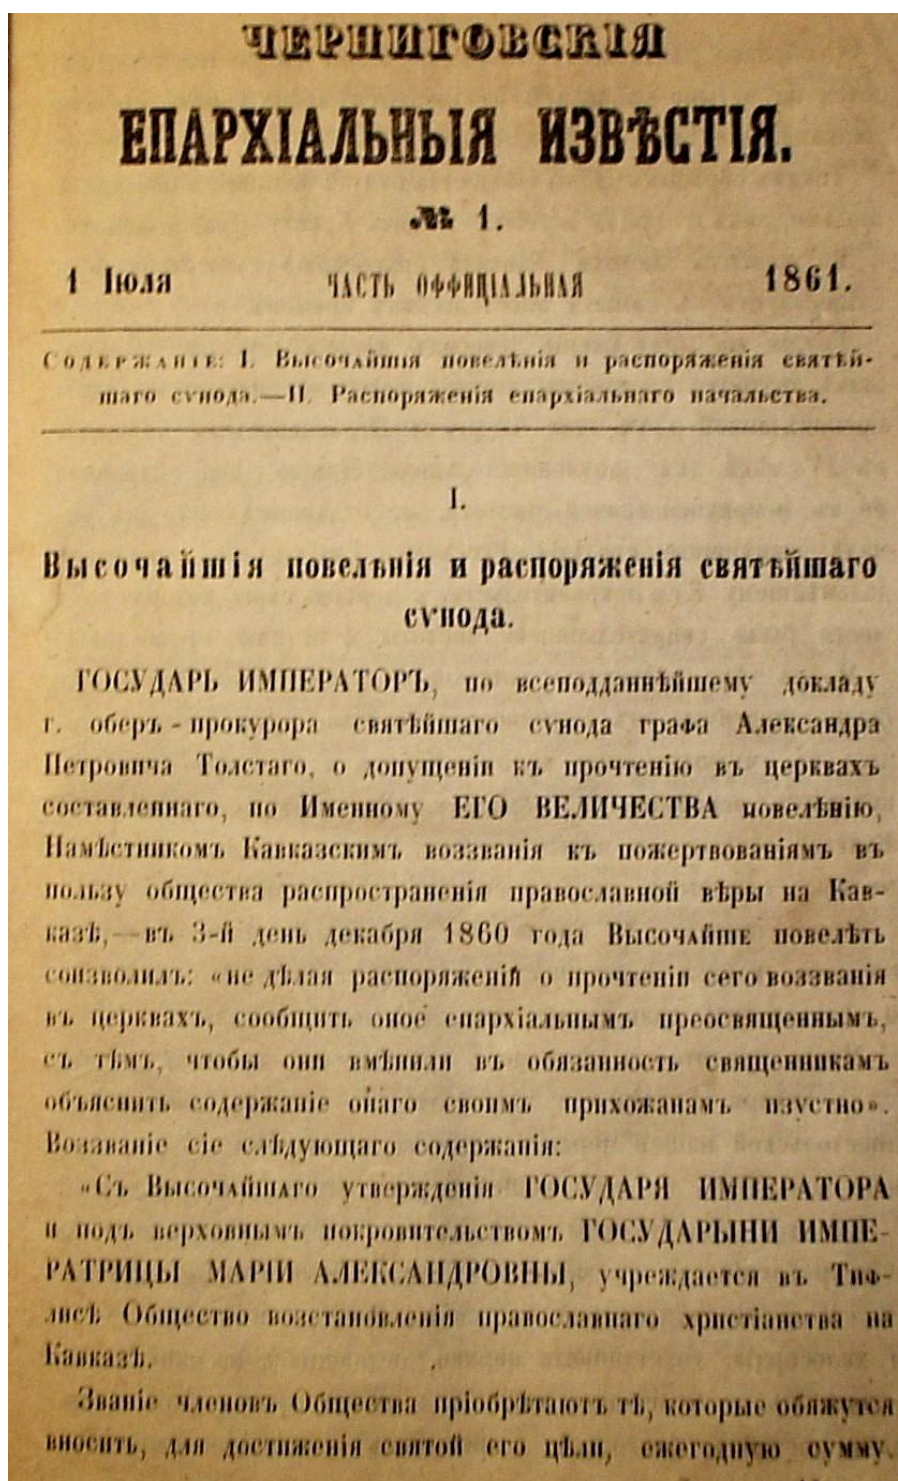 ЧЕРНИГОВСКІЯ
ЕПАРХІАЛЬНЫЯ ИЗВѢСТІЯ.
№ 1.
1 Іюля ЧАСТЬ ОФФИЦІАЛЬНАЯ 1861.
Содержаніе: I. Высочайшія повелѣнія и распоряженія святѣй-
шаго сѵнода.—II. Распоряженія епархіальнаго начальства.
I.
Высочайшія повелѣнія и распоряженія святѣйшаго
сѵнода.
ГОСУДАРЬ ИМПЕРАТОРЪ, по всеподданнѣйшему докладу
г. оберъ-прокурора святѣйшаго сѵнода графа Александра
Петровича Толстаго, о допущеніи къ прочтенію въ церквахъ
составленнаго, по Именному ЕГО ВЕЛИЧЕСТВА повелѣнію,
Намѣстникомъ Кавказскимъ воззванія къ пожертвованіямъ въ
пользу общества распространенія православной вѣры на Кав-
казѣ,—въ 3-й день декабря 1860 года Высочайше повелѣть
соизволилъ: «не дѣлая распоряженій о прочтеніи сего воззванія
въ церквахъ, сообщить оное епархіальнымъ преосвященнымъ,
съ тѣмъ, чтобы они вмѣнили въ обязанность священникамъ
объяснить содержаніе онаго своимъ прихожанамъ изустно».
Воззваніе сіе слѣдующаго содержанія:
«Съ Высочайшаго утвержденія ГОСУДАРЯ ИМПЕРАТОРА
и подъ верховнымъ покровительствомъ ГОСУДАРЫНИ ИМПЕ-
РАТРИЦЫ МАРІИ АЛЕКСАНДРОВНЫ, учреждается въ Тиф-
лисѣ Общество возстановленія православнаго христіанства на
Кавказѣ.
Званіе членовъ Общества пріобрѣтаютъ тѣ, которые обяжутся
вносить, для достиженія святой его цѣли, ежегодную сумму.